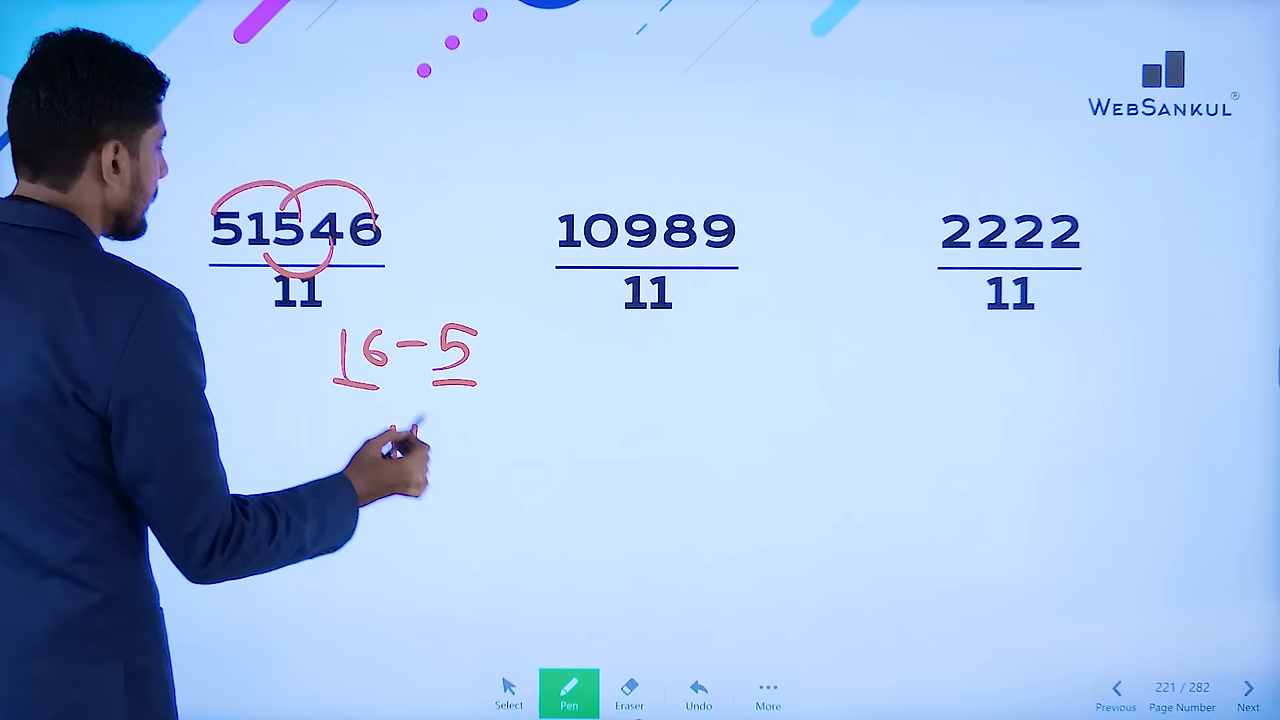 WEBSANKUL®
51546 10989 2222
11 11 11
16-5
11
Select Pen Eraser Undo More
221 / 282
Previous Page Number Next